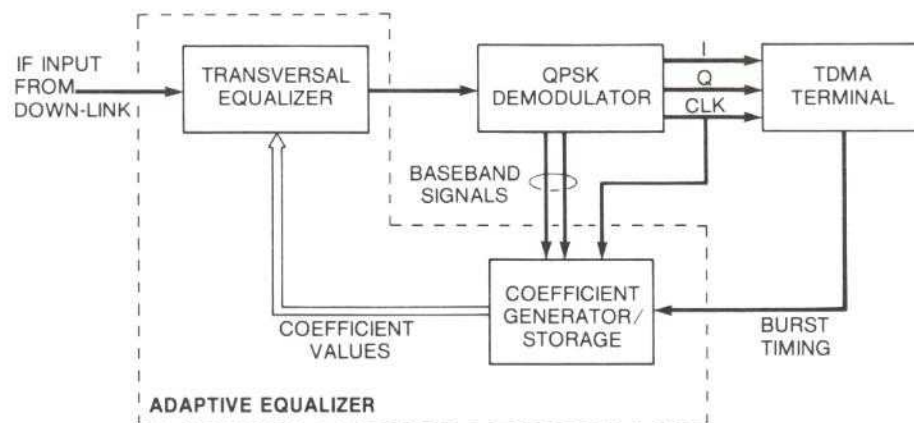 IF INPUT
FROM
DOWN-LINK
TRANSVERSAL
EQUALIZER
QPSK
DEMODULATOR
I
Q
CLK
TDMA
TERMINAL
BASEBAND
SIGNALS
COEFFICIENT
GENERATOR/
STORAGE
COEFFICIENT
VALUES
BURST
TIMING
ADAPTIVE EQUALIZER